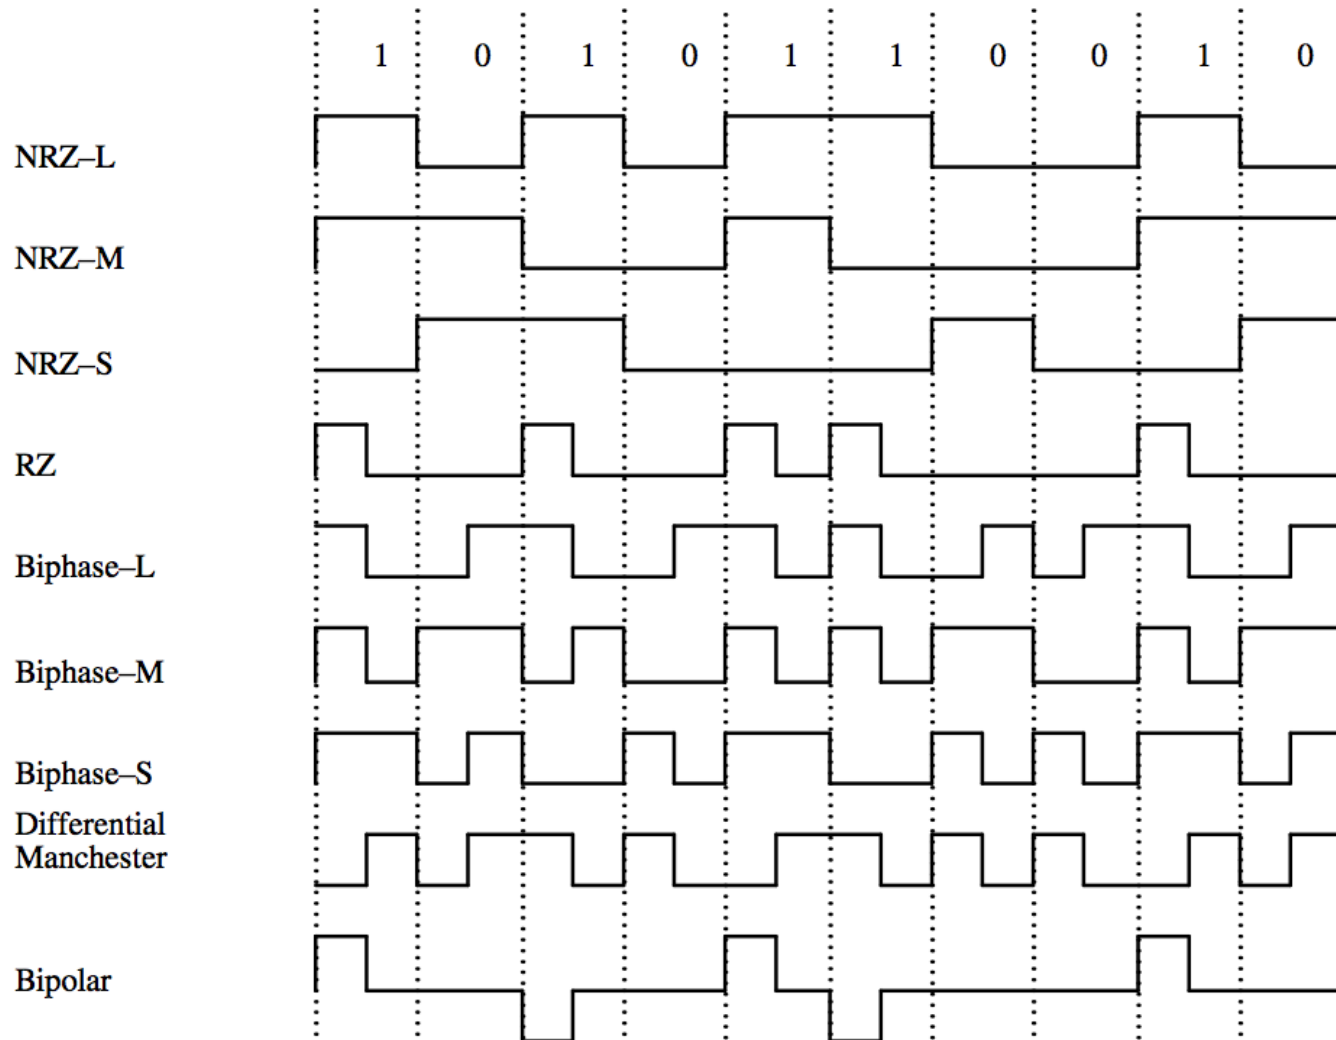 1 0 1 0 1 1 0 0 1 0
NRZ–L
NRZ–M
NRZ–S
RZ
Biphase–L
Biphase–M
Biphase–S
Differential
Manchester
Bipolar